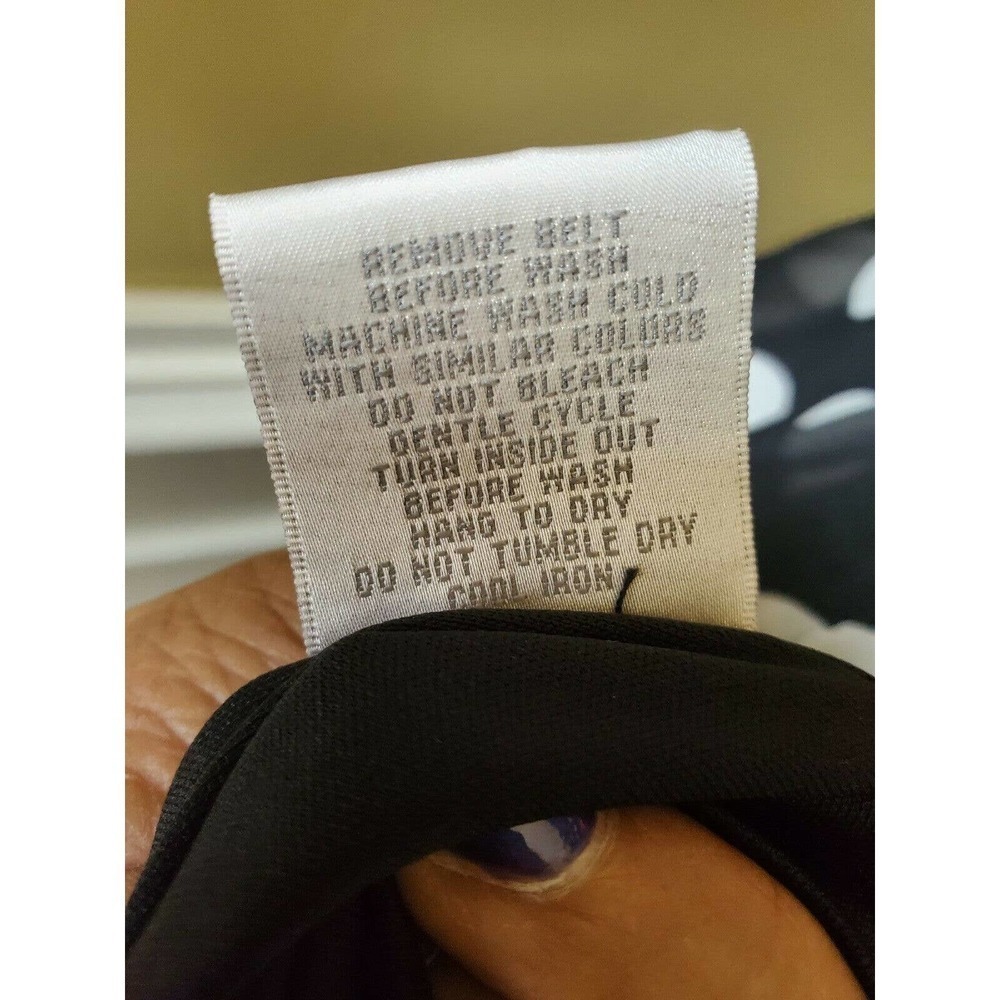 REMOVE BELT
BEFORE WASH
MACHINE WASH COLD
WITH SIMILAR COLORS
DO NOT BLEACH
GENTLE CYCLE
TURN INSIDE OUT
BEFORE WASH
HANG TO DRY
DO NOT TUMBLE DRY
COOL IRON